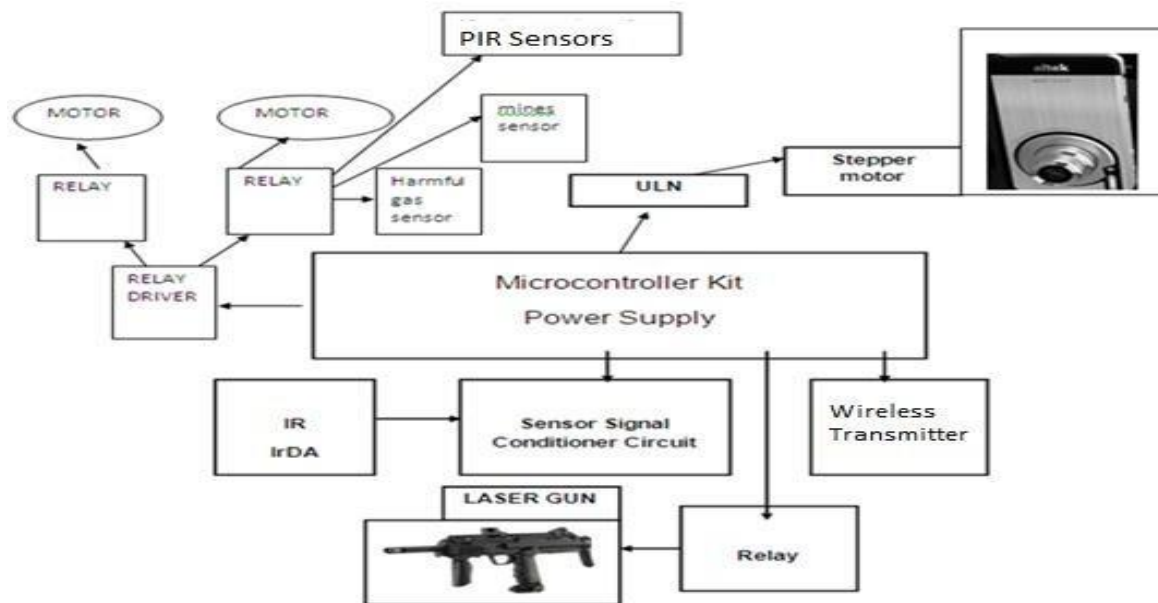 PIR Sensors
MOTOR
MOTOR
mines
sensor
RELAY
RELAY
Harmful
gas
sensor
ULN
Stepper
motor
RELAY
DRIVER
Microcontroller Kit
Power Supply
IR
IrDA
Sensor Signal
Conditioner Circuit
Wireless
Transmitter
LASER GUN
Relay